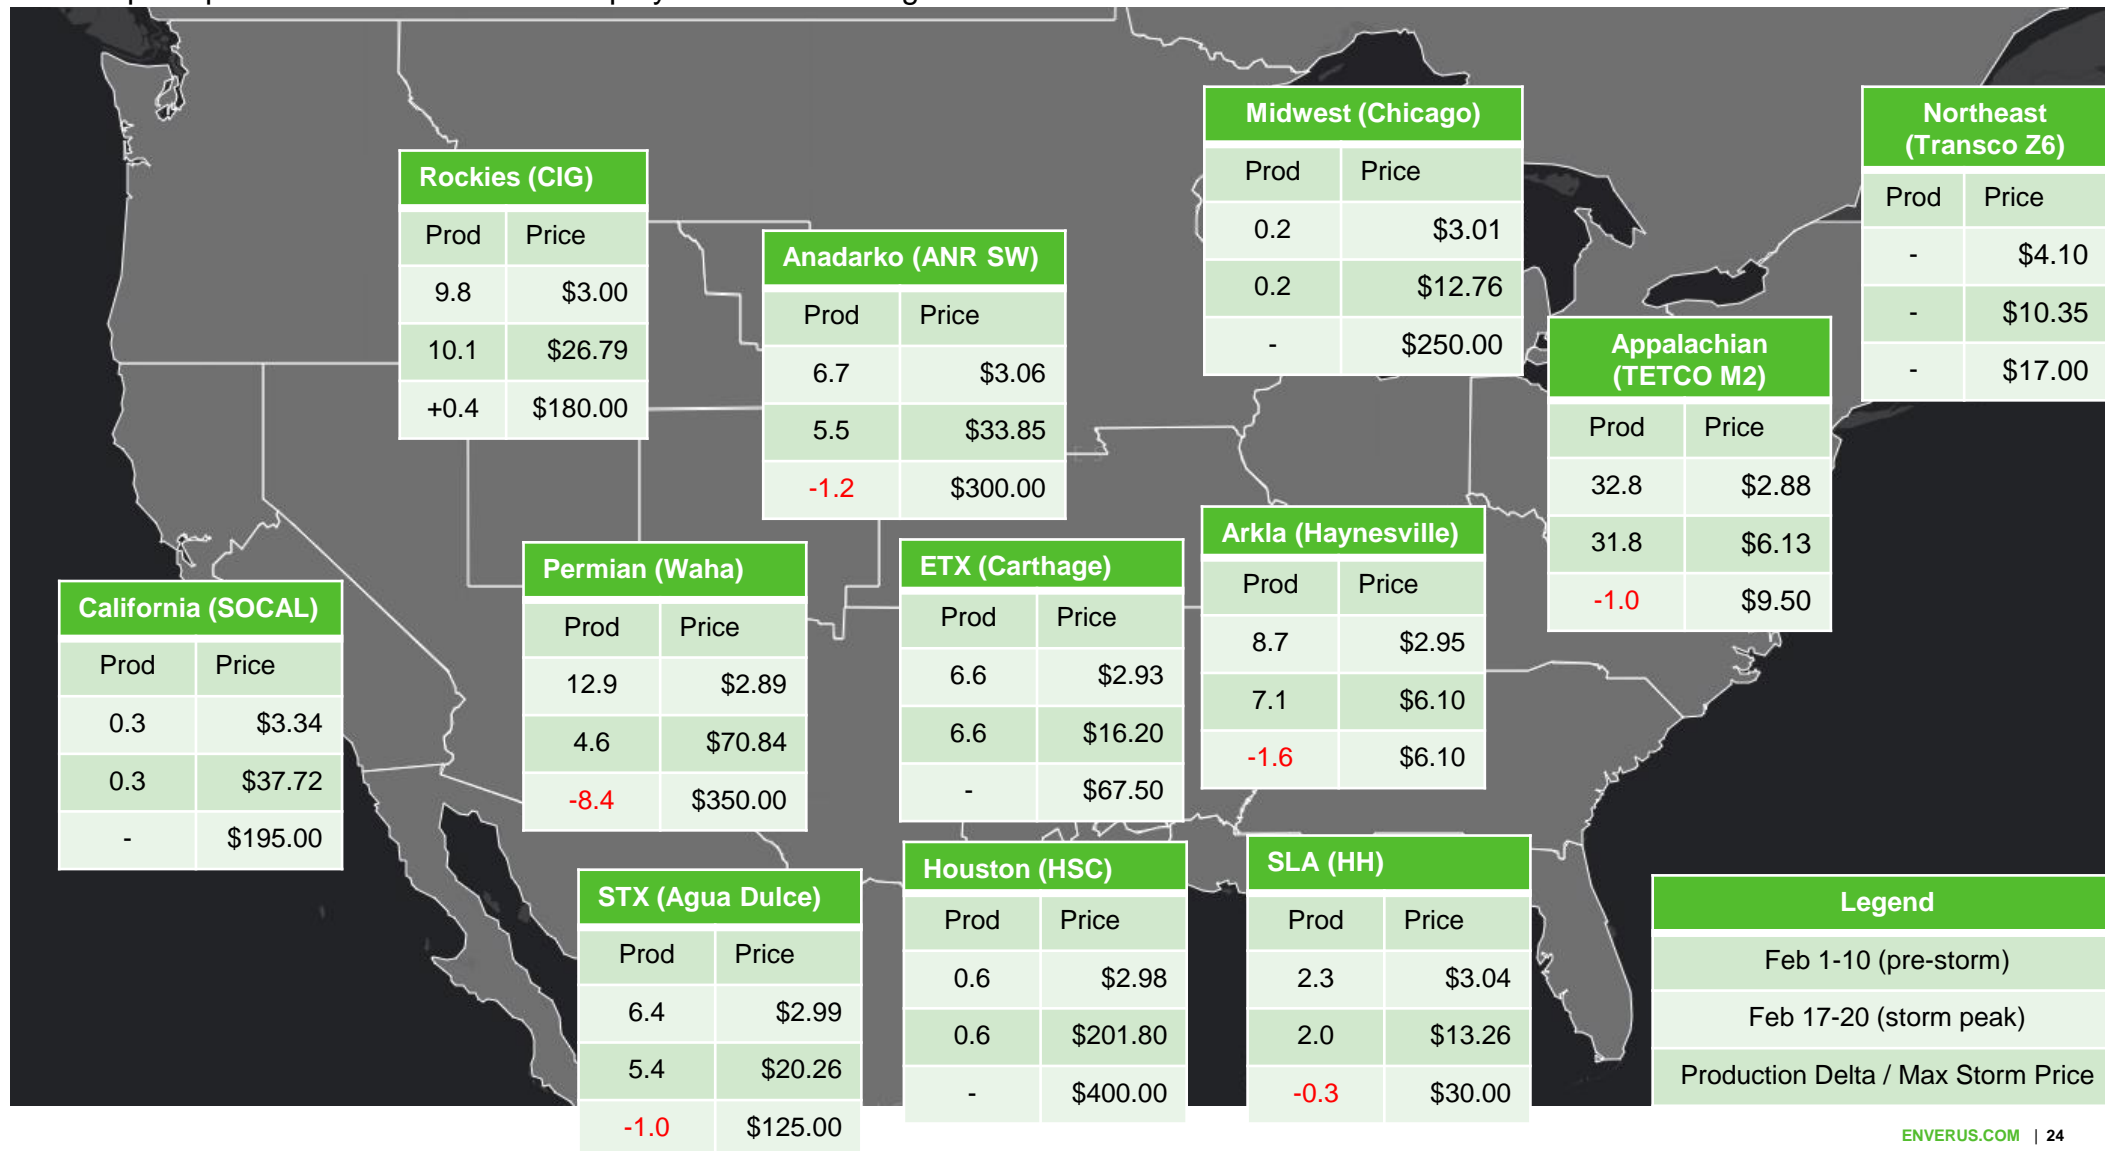 Midwest (Chicago)
Prod Price
0.2 $3.01
0.2 $12.76
- $250.00
Northeast
(Transco Z6)
Prod Price
- $4.10
- $10.35
- $17.00
Rockies (CIG)
Prod Price
9.8 $3.00
10.1 $26.79
+0.4 $180.00
Anadarko (ANR SW)
Prod Price
6.7 $3.06
5.5 $33.85
-1.2 $300.00
Appalachian
(TETCO M2)
Prod Price
32.8 $2.88
31.8 $6.13
-1.0 $9.50
California (SOCAL)
Prod Price
0.3 $3.34
0.3 $37.72
- $195.00
Permian (Waha)
Prod Price
12.9 $2.89
4.6 $70.84
-8.4 $350.00
ETX (Carthage)
Prod Price
6.6 $2.93
6.6 $16.20
- $67.50
Arkla (Haynesville)
Prod Price
8.7 $2.95
7.1 $6.10
-1.6 $6.10
STX (Agua Dulce)
Prod Price
6.4 $2.99
5.4 $20.26
-1.0 $125.00
Houston (HSC)
Prod Price
0.6 $2.98
0.6 $201.80
- $400.00
SLA (HH)
Prod Price
2.3 $3.04
2.0 $13.26
-0.3 $30.00
Legend
Feb 1-10 (pre-storm)
Feb 17-20 (storm peak)
Production Delta / Max Storm Price
ENVERUS.COM | 24